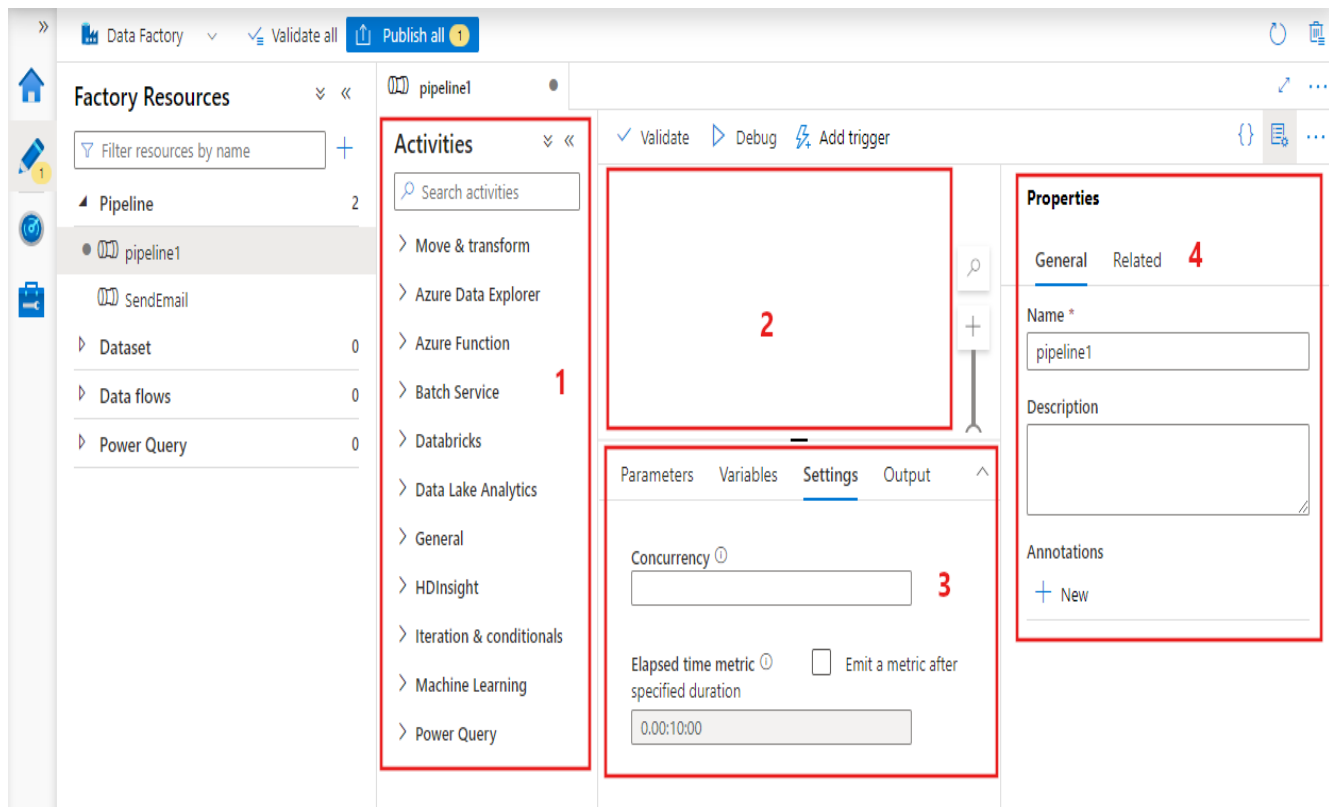 Data Factory
Validate all
Publish all 1
Factory Resources
Filter resources by name
1
Pipeline 2
pipeline1
SendEmail
Dataset 0
Data flows 0
Power Query 0
pipeline1
Activities
Search activities
Move & transform
Azure Data Explorer
Azure Function
1
Batch Service
Databricks
Data Lake Analytics
General
HDInsight
Iteration & conditionals
Machine Learning
Power Query
Validate Debug Add trigger
{}
2
Parameters Variables Settings Output
Concurrency
3
Elapsed time metric Emit a metric after
specified duration
0.00:10:00
Properties
General Related 4
Name *
pipeline1
Description
Annotations
New